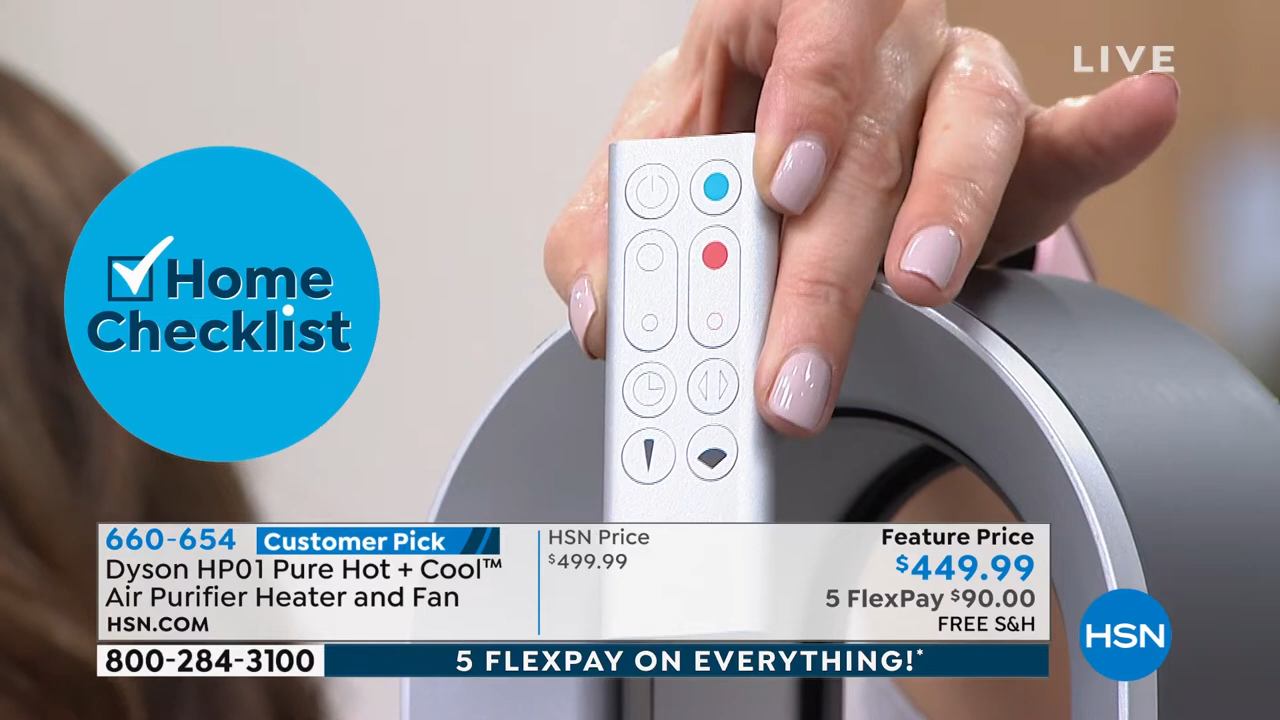 LIVE
Home
Checklist
660-654 Customer Pick
Dyson HP01 Pure Hot + Cool™
Air Purifier Heater and Fan
HSN.COM
HSN Price
$499.99
Feature Price
$449.99
5 FlexPay $90.00
FREE S&H
HSN
800-284-3100
5 FLEXPAY ON EVERYTHING!*